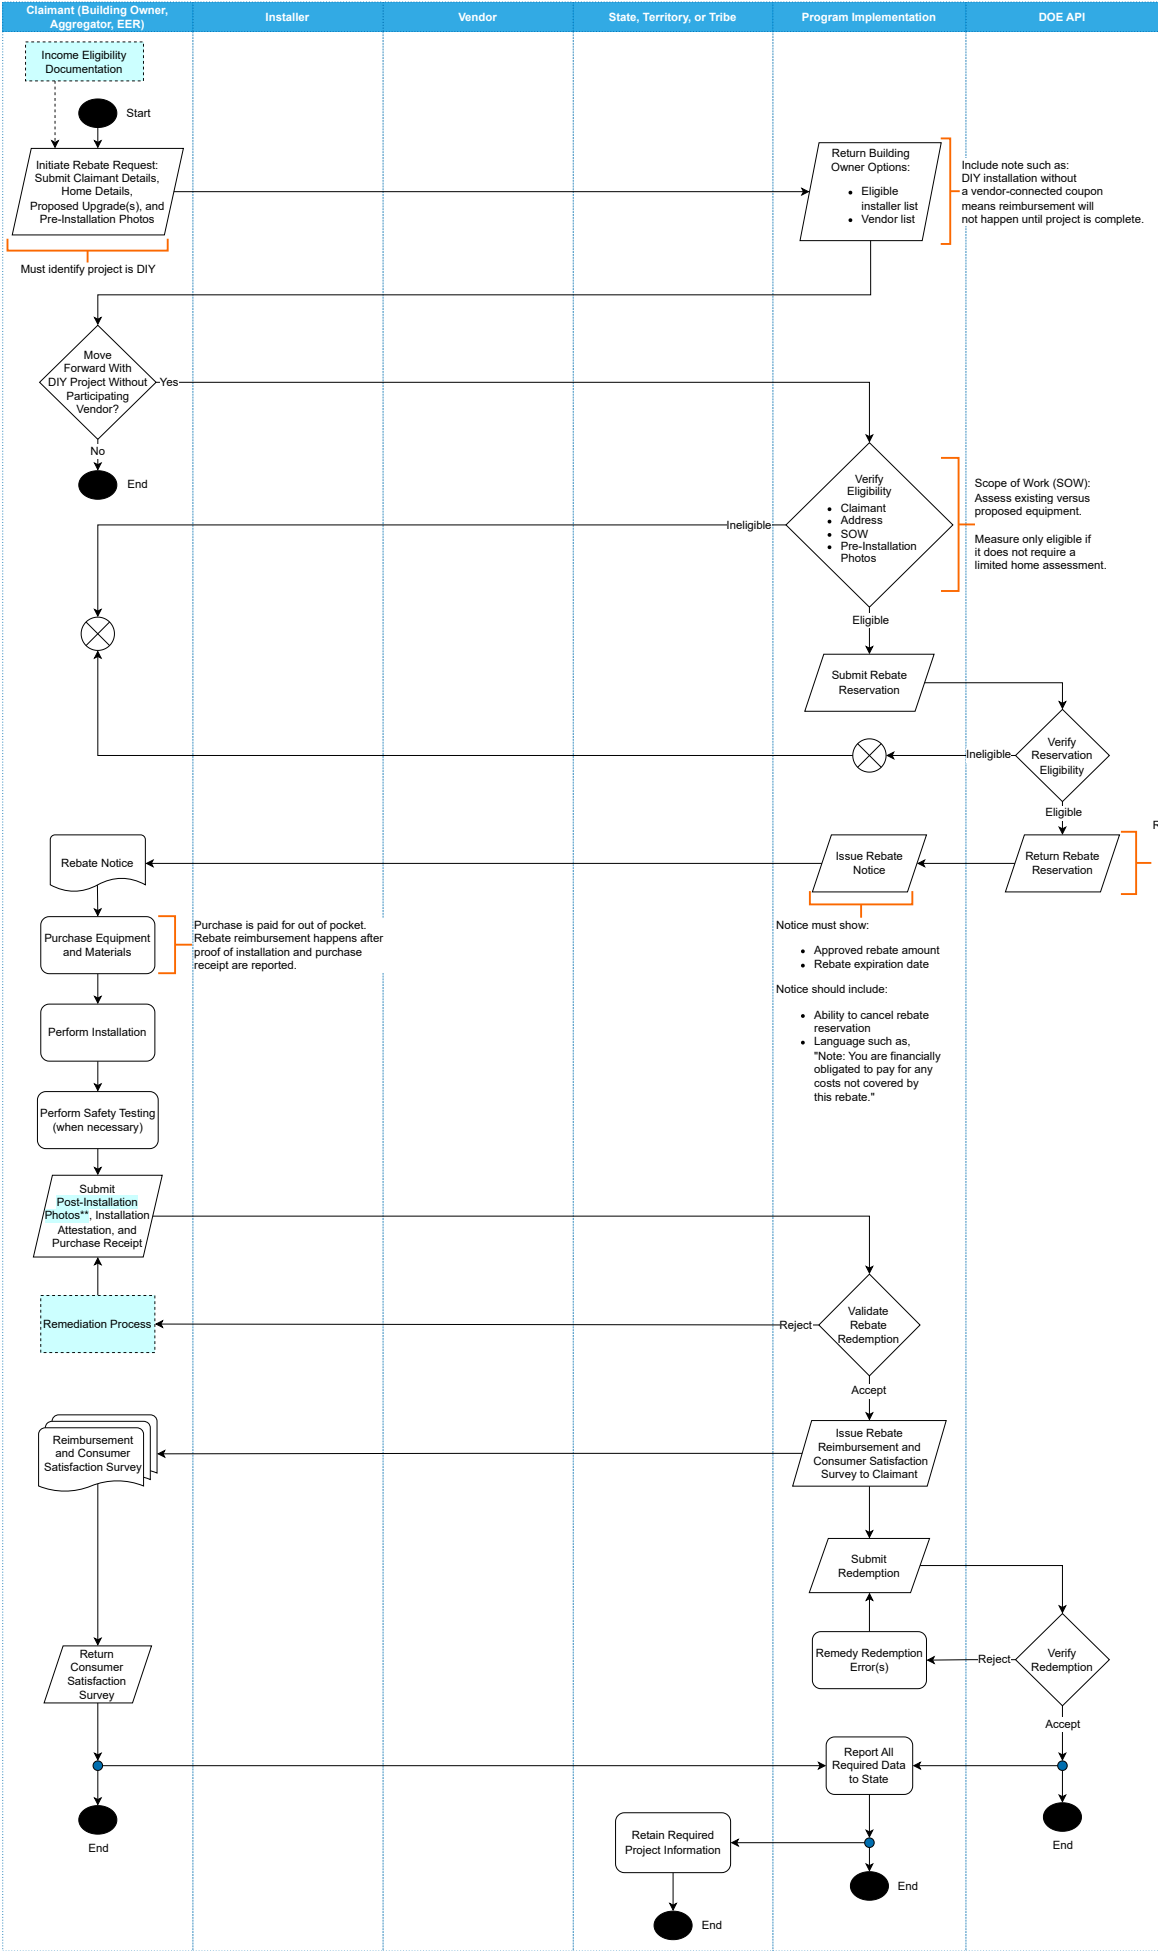 Claimant (Building Owner,
Aggregator, EER)
Installer
Vendor
State, Territory, or Tribe
Program Implementation
DOE API
Income Eligibility
Documentation
Start
Initiate Rebate Request:
Submit Claimant Details,
Home Details,
Proposed Upgrade(s), and
Pre-Installation Photos
Must identify project is DIY
Return Building
Owner Options:
• Eligible
installer list
• Vendor list
Include note such as:
DIY installation without
a vendor-connected coupon
means reimbursement will
not happen until project is complete.
Move
Forward With
DIY Project Without
Participating
Vendor?
Yes
No
End
Verify
Eligibility
• Claimant
• Address
• SOW
• Pre-Installation
Photos
Scope of Work (SOW):
Assess existing versus
proposed equipment.
Measure only eligible if
it does not require a
limited home assessment.
Ineligible
Eligible
Submit Rebate
Reservation
Verify
Reservation
Eligibility
Ineligible
Eligible
R
Return Rebate
Reservation
Issue Rebate
Notice
Rebate Notice
Notice must show:
• Approved rebate amount
• Rebate expiration date
Notice should include:
• Ability to cancel rebate
reservation
• Language such as,
"Note: You are financially
obligated to pay for any
costs not covered by
this rebate."
Purchase Equipment
and Materials
Purchase is paid for out of pocket.
Rebate reimbursement happens after
proof of installation and purchase
receipt are reported.
Perform Installation
Perform Safety Testing
(when necessary)
Submit
Post-Installation
Photos**, Installation
Attestation, and
Purchase Receipt
Remediation Process
Validate
Rebate
Redemption
Reject
Accept
Issue Rebate
Reimbursement and
Consumer Satisfaction
Survey to Claimant
Reimbursement
and Consumer
Satisfaction Survey
Submit
Redemption
Verify
Redemption
Reject
Remedy Redemption
Error(s)
Accept
Return
Consumer
Satisfaction
Survey
Report All
Required Data
to State
End
End
Retain Required
Project Information
End
End